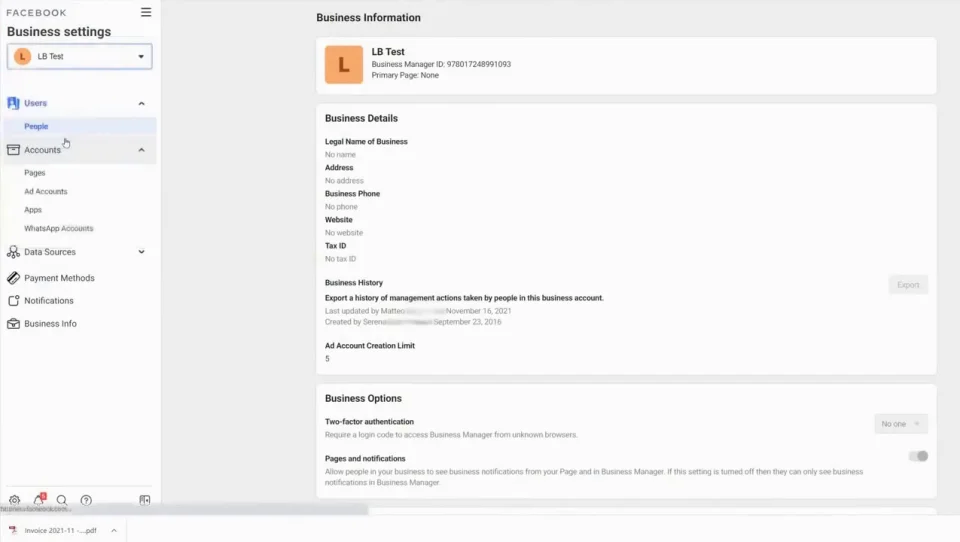 FACEBOOK
Business settings
L LB Test
Users
People
Accounts
Pages
Ad Accounts
Apps
WhatsApp Accounts
Data Sources
Payment Methods
Notifications
Business Info
Business Information
L
LB Test
Business Manager ID: 978017248991093
Primary Page: None
Business Details
Legal Name of Business
No name
Address
No address
Business Phone
No phone
Website
No website
Tax ID
No tax ID
Business History
Export
Export a history of management actions taken by people in this business account.
Last updated by Matteo November 16, 2021
Created by Serena September 23, 2016
Ad Account Creation Limit
5
Business Options
Two-factor authentication
No one
Require a login code to access Business Manager from unknown browsers.
Pages and notifications
Allow people in your business to see business notifications from your Page and in Business Manager. If this setting is turned off then they can only see business
notifications in Business Manager.
Invoice 2021-11 -....pdf